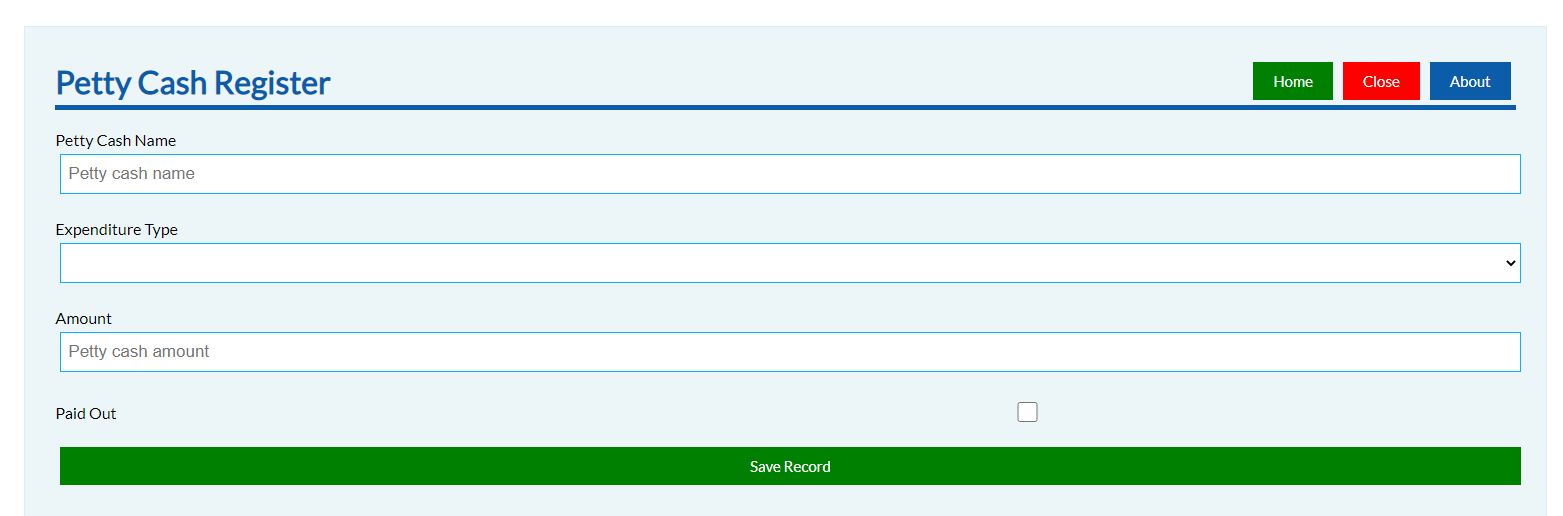 Petty Cash Register
Home Close About
Petty Cash Name
Petty cash name
Expenditure Type
Amount
Petty cash amount
Paid Out
Save Record